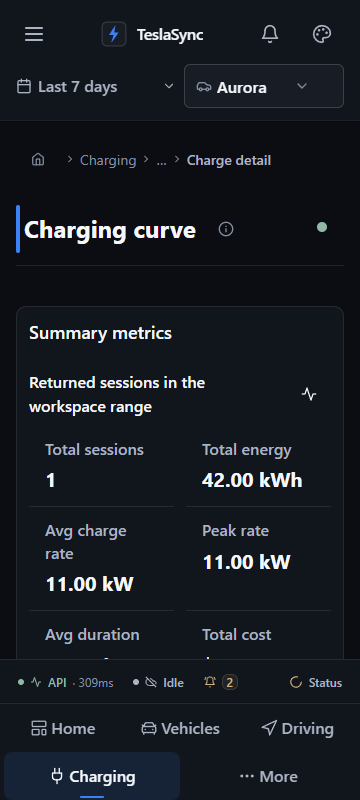 TeslaSync
Last 7 days
Aurora
Charging
...
Charge detail
Charging curve
Summary metrics
Returned sessions in the
workspace range
Total sessions
Total energy
1
42.00 kWh
Avg charge
rate
Peak rate
11.00 kW
11.00 kW
Avg duration
Total cost
API · 309ms
Idle
2
Status
Home
Vehicles
Driving
Charging
More